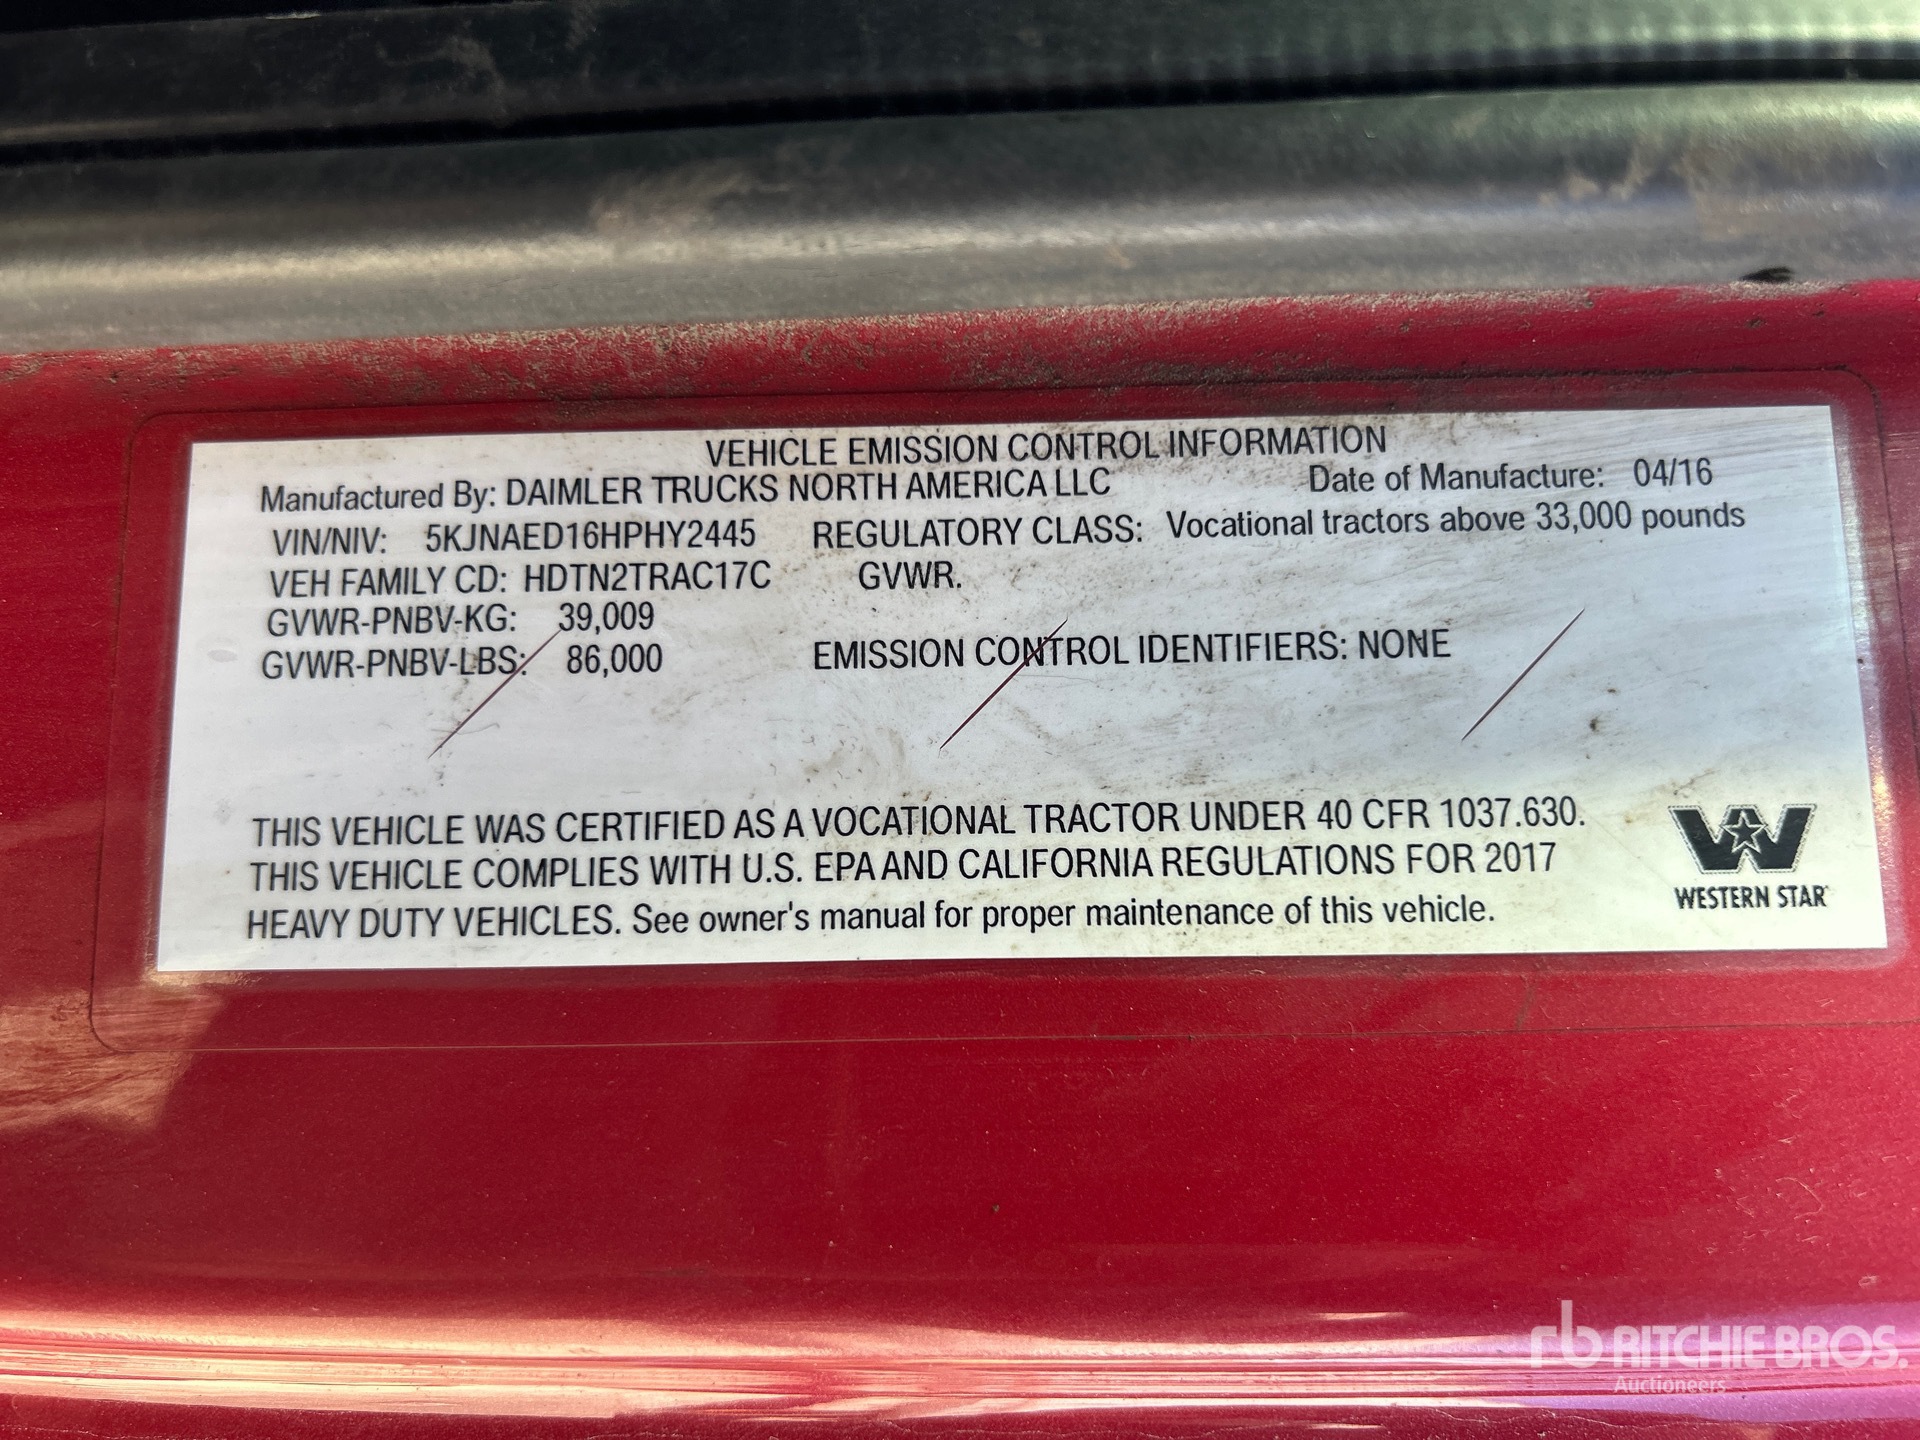 VEHICLE EMISSION CONTROL INFORMATION
Manufactured By: DAIMLER TRUCKS NORTH AMERICA LLC Date of Manufacture: 04/16
VIN/NIV: 5KJNAED16HPHY2445 REGULATORY CLASS: Vocational tractors above 33,000 pounds
VEH FAMILY CD: HDTN2TRAC17C GVWR.
GVWR-PNBV-KG: 39,009
GVWR-PNBV-LBS: 86,000 EMISSION CONTROL IDENTIFIERS: NONE
THIS VEHICLE WAS CERTIFIED AS A VOCATIONAL TRACTOR UNDER 40 CFR 1037.630.
THIS VEHICLE COMPLIES WITH U.S. EPA AND CALIFORNIA REGULATIONS FOR 2017
HEAVY DUTY VEHICLES. See owner's manual for proper maintenance of this vehicle.
WESTERN STAR
rb RITCHIE BROS.
Auctioneers